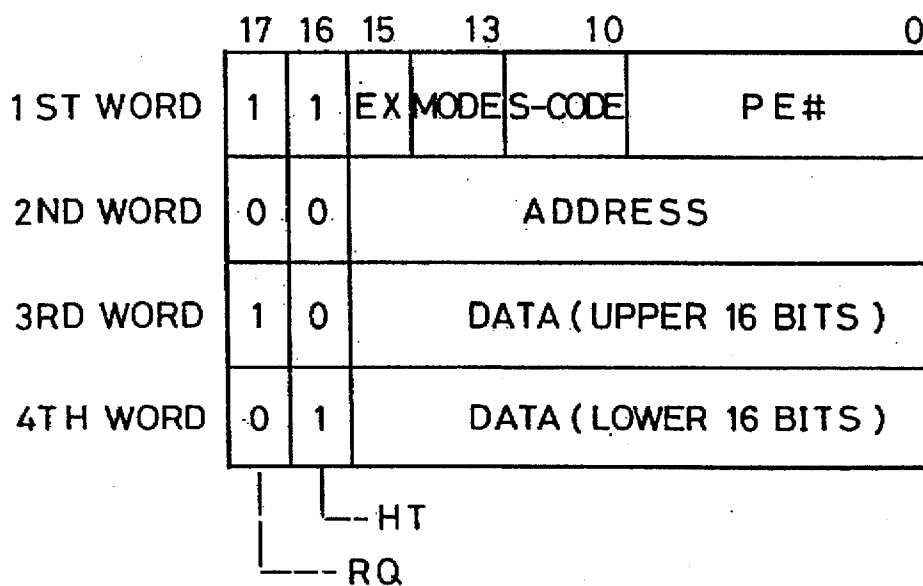 17 16 15 13 10 0
1ST WORD 1 1 EX MODE S-CODE PE#
2ND WORD 0 0 ADDRESS
3RD WORD 1 0 DATA (UPPER 16 BITS)
4TH WORD 0 1 DATA (LOWER 16 BITS)
HT
RQ